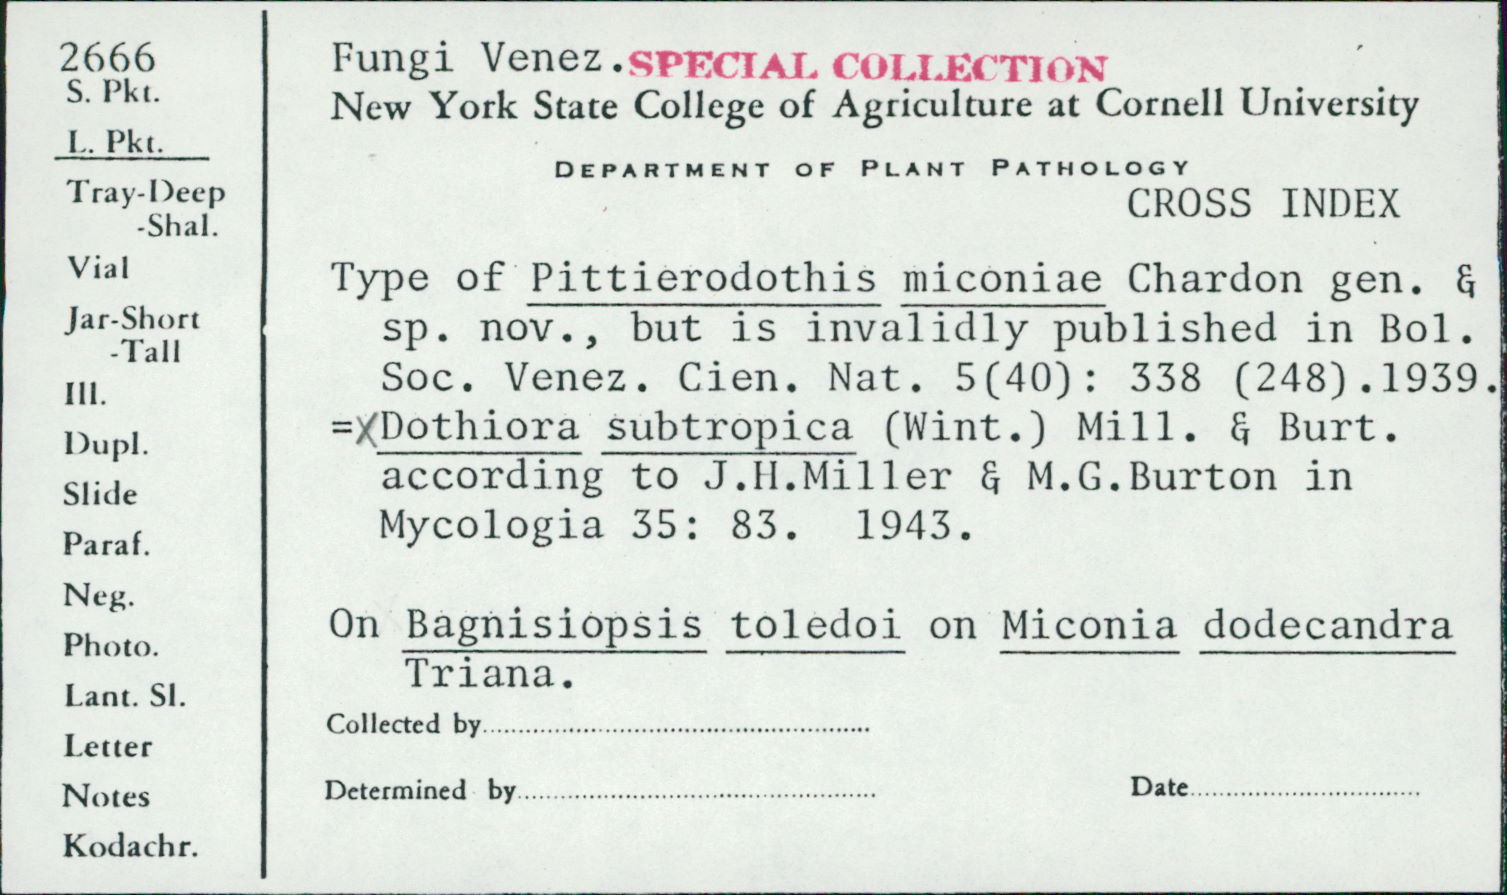 2666
S. Pkt.
L. Pkt.
Tray-Deep
-Shal.
Vial
Jar-Short
-Tall
Ill.
Dupl.
Slide
Paraf.
Neg.
Photo.
Lant. Sl.
Letter
Notes
Kodachr.
Fungi Venez. SPECIAL COLLECTION
New York State College of Agriculture at Cornell University
DEPARTMENT OF PLANT PATHOLOGY
CROSS INDEX
Type of Pittierodothis miconiae Chardon gen. &
sp. nov., but is invalidly published in Bol.
Soc. Venez. Cien. Nat. 5(40): 338 (248).1939.
=X Dothiora subtropica (Wint.) Mill. & Burt.
according to J.H.Miller & M.G.Burton in
Mycologia 35: 83. 1943.
On Bagnisiopsis toledoi on Miconia dodecandra
Triana.
Collected by
Determined by Date